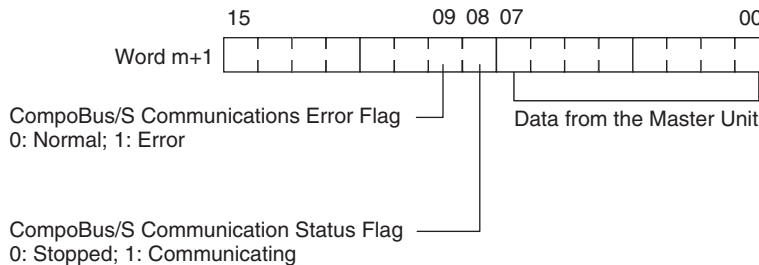 15 09 08 07 00
Word m+1
CompoBus/S Communications Error Flag
0: Normal; 1: Error
Data from the Master Unit
CompoBus/S Communication Status Flag
0: Stopped; 1: Communicating